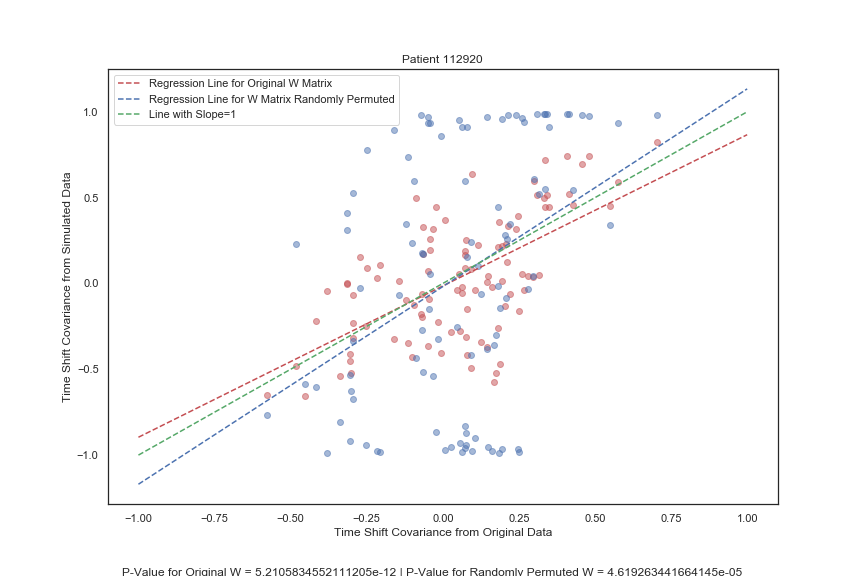 Patient 112920
Regression Line for Original W Matrix
Regression Line for W Matrix Randomly Permuted
Line with Slope=1
1.0
0.5
0.0
−0.5
−1.0
Time Shift Covariance from Simulated Data
−1.00 −0.75 −0.50 −0.25 0.00 0.25 0.50 0.75 1.00
Time Shift Covariance from Original Data
P-Value for Original W = 5.2105834552111205e-12 | P-Value for Randomly Permuted W = 4.619263441664145e-05